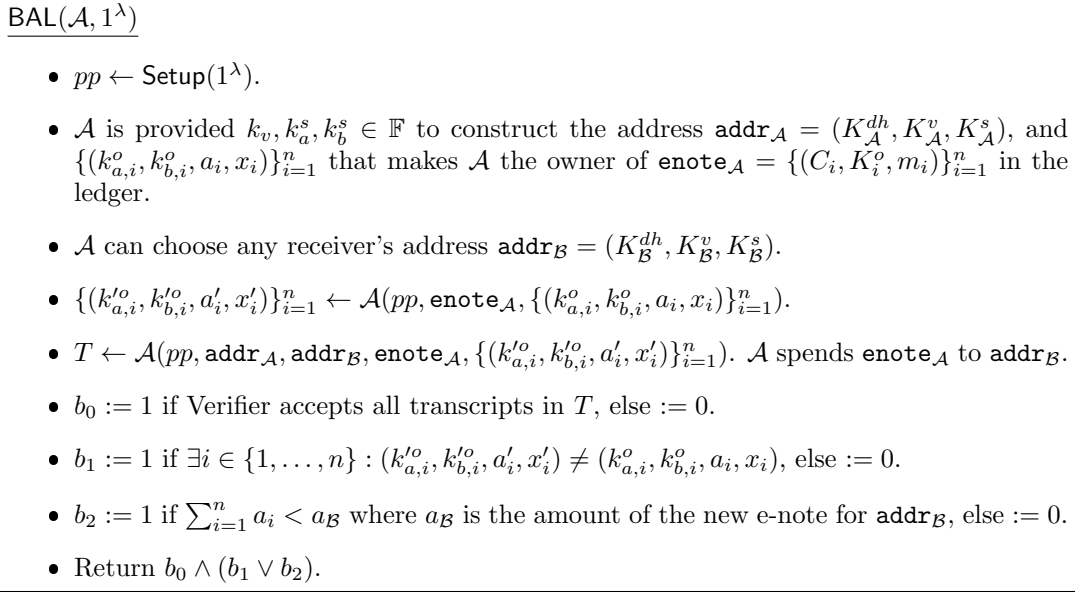 BAL(𝒜, 1^λ)
• pp ← Setup(1^λ).
• 𝒜 is provided k_v, k_a^s, k_b^s ∈ 𝔽 to construct the address addr_𝒜 = (K_𝒜^{dh}, K_𝒜^v, K_𝒜^s), and
{(k_{a,i}^o, k_{b,i}^o, a_i, x_i)}_{i=1}^n that makes 𝒜 the owner of enote_𝒜 = {(C_i, K_i^o, m_i)}_{i=1}^n in the
ledger.
• 𝒜 can choose any receiver's address addr_ℬ = (K_ℬ^{dh}, K_ℬ^v, K_ℬ^s).
• {(k'^o_{a,i}, k'^o_{b,i}, a'_i, x'_i)}_{i=1}^n ← 𝒜(pp, enote_𝒜, {(k_{a,i}^o, k_{b,i}^o, a_i, x_i)}_{i=1}^n).
• T ← 𝒜(pp, addr_𝒜, addr_ℬ, enote_𝒜, {(k'^o_{a,i}, k'^o_{b,i}, a'_i, x'_i)}_{i=1}^n). 𝒜 spends enote_𝒜 to addr_ℬ.
• b_0 := 1 if Verifier accepts all transcripts in T, else := 0.
• b_1 := 1 if ∃i ∈ {1, . . . , n} : (k'^o_{a,i}, k'^o_{b,i}, a'_i, x'_i) ≠ (k_{a,i}^o, k_{b,i}^o, a_i, x_i), else := 0.
• b_2 := 1 if ∑_{i=1}^n a_i < a_ℬ where a_ℬ is the amount of the new e-note for addr_ℬ, else := 0.
• Return b_0 ∧ (b_1 ∨ b_2).